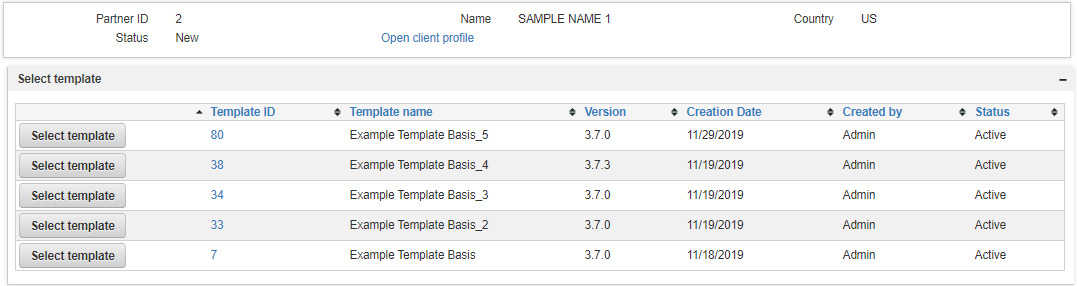 Partner ID 2 Name SAMPLE NAME 1 Country US
Status New Open client profile
Select template
Template ID Template name Version Creation Date Created by Status
Select template 80 Example Template Basis_5 3.7.0 11/29/2019 Admin Active
Select template 38 Example Template Basis_4 3.7.3 11/19/2019 Admin Active
Select template 34 Example Template Basis_3 3.7.0 11/19/2019 Admin Active
Select template 33 Example Template Basis_2 3.7.0 11/19/2019 Admin Active
Select template 7 Example Template Basis 3.7.0 11/18/2019 Admin Active